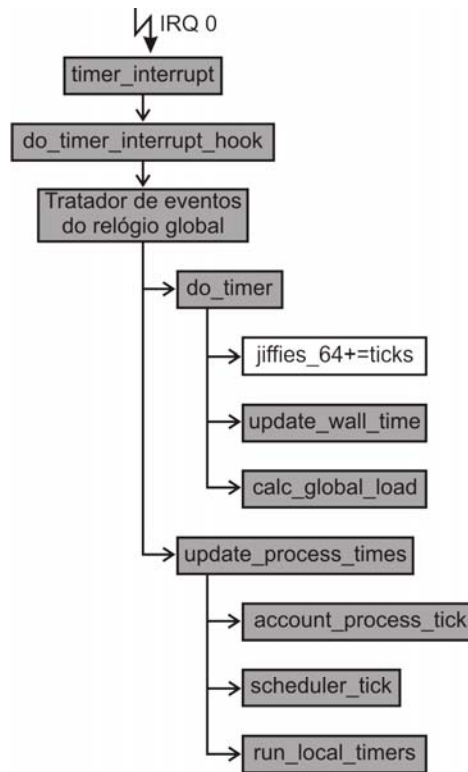 IRQ 0
timer_interrupt
do_timer_interrupt_hook
Tratador de eventos
do relógio global
do_timer
jiffies_64+=ticks
update_wall_time
calc_global_load
update_process_times
account_process_tick
scheduler_tick
run_local_timers